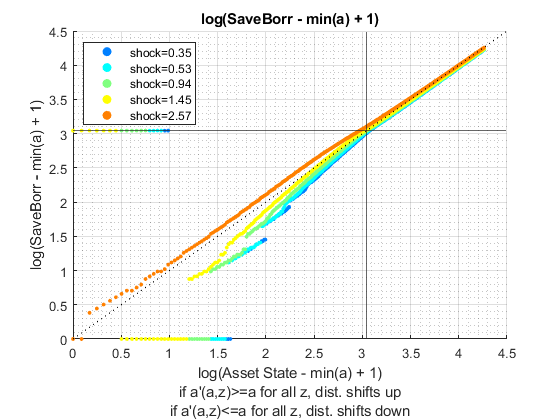 log(SaveBorr - min(a) + 1)
4.5
4
3.5
3
2.5
2
1.5
1
0.5
0
log(SaveBorr - min(a) + 1)
shock=0.35
shock=0.53
shock=0.94
shock=1.45
shock=2.57
0 0.5 1 1.5 2 2.5 3 3.5 4 4.5
log(Asset State - min(a) + 1)
if a'(a,z)>=a for all z, dist. shifts up
if a'(a,z)<=a for all z, dist. shifts down